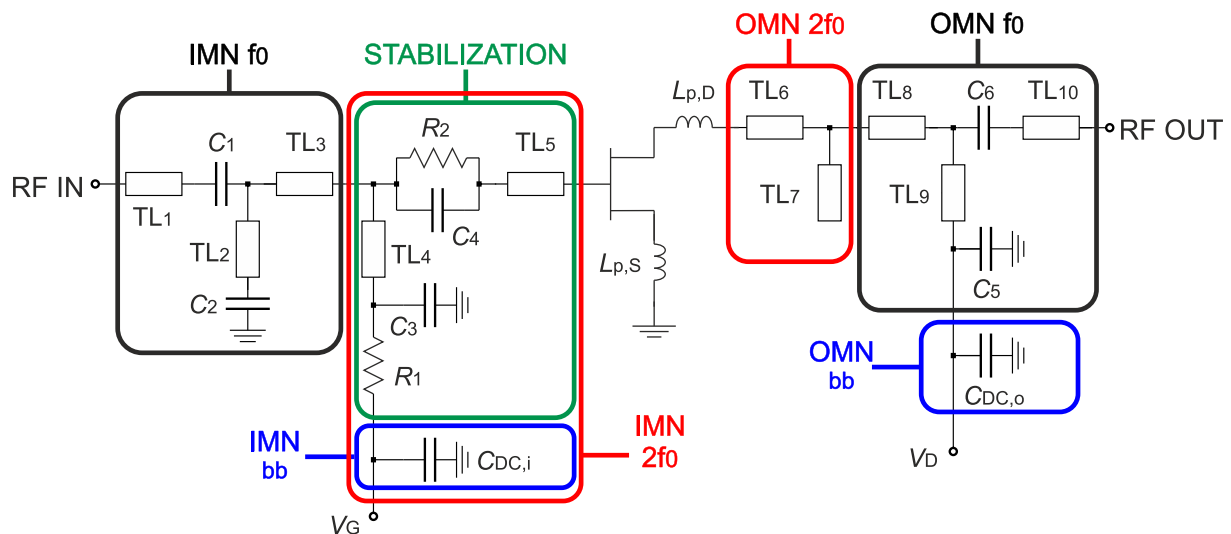 IMN f0
STABILIZATION
OMN 2f0
OMN f0
Lp,D
TL6
TL8
C6
TL10
R2
C1
TL3
TL5
RF OUT
RF IN
TL1
TL7
TL9
C4
TL2
TL4
Lp,S
C2
C3
C5
R1
OMN
bb
CDC,o
IMN
bb
CDC,i
IMN
2f0
VD
VG